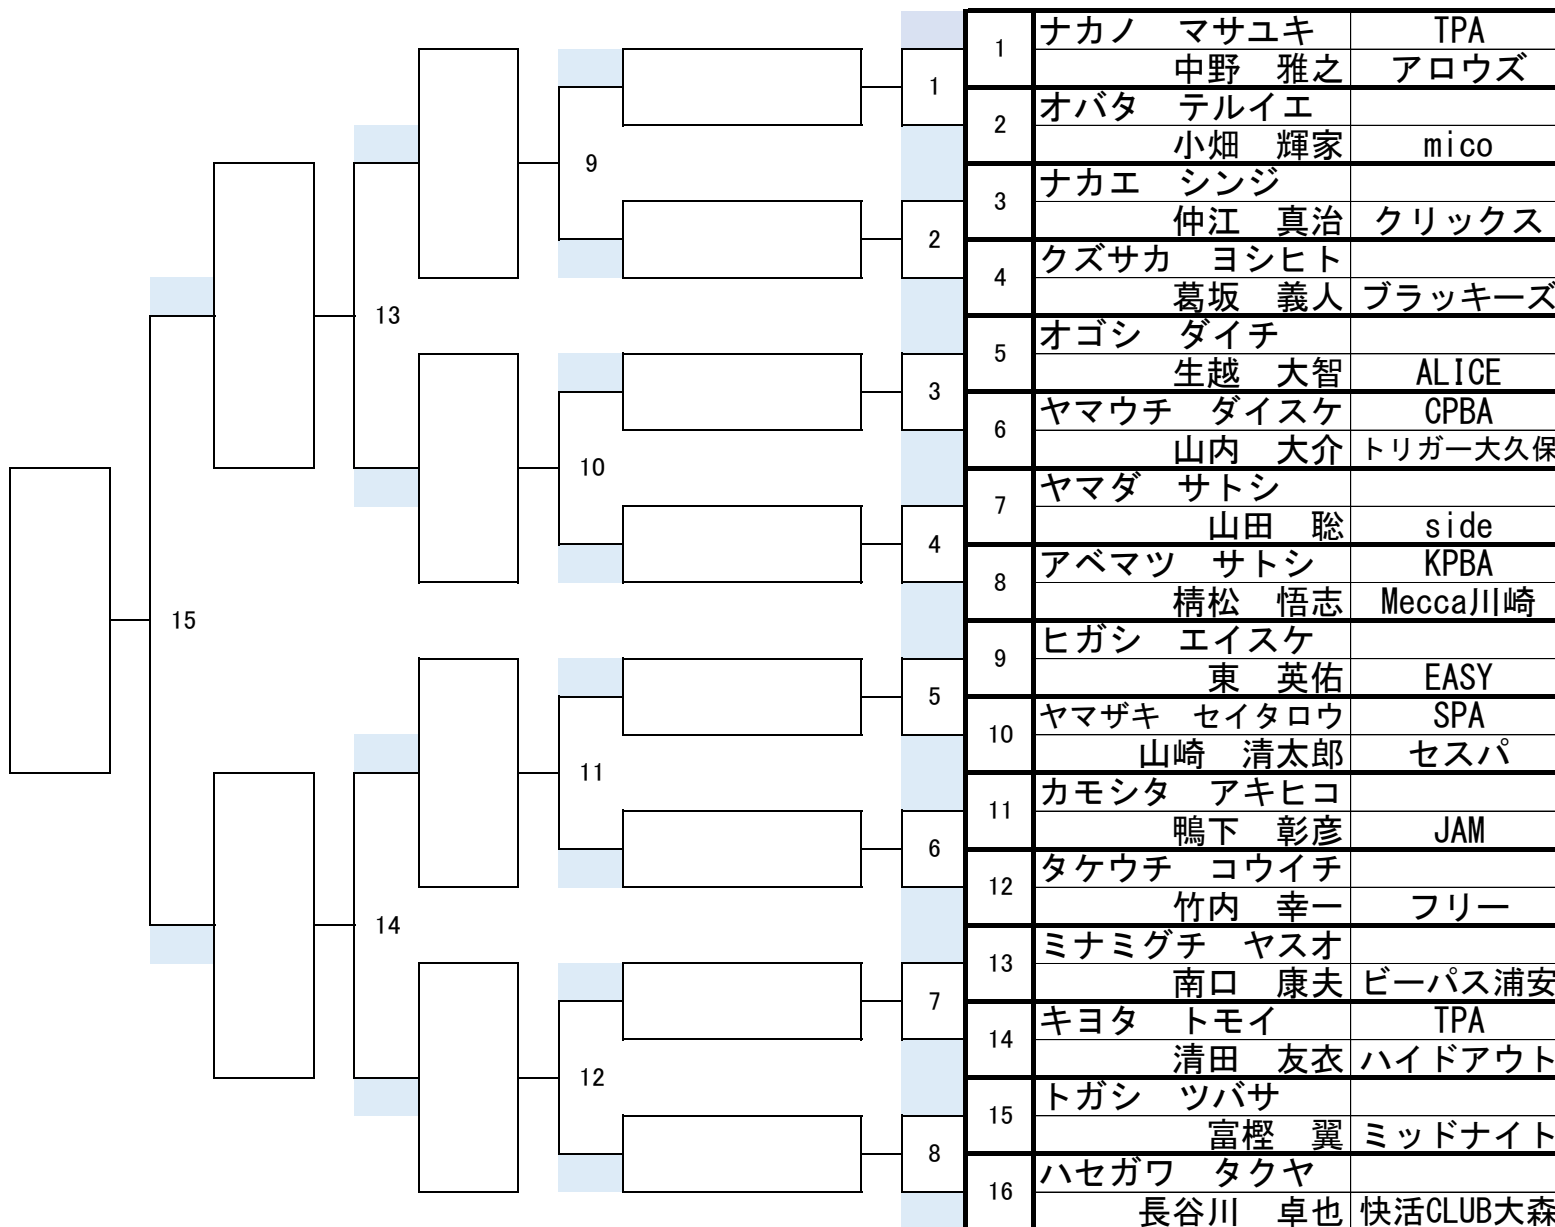 1 ナカノ　マサユキ TPA
中野　雅之 アロウズ
1
2 オバタ　テルイエ
小畑　輝家 mico
9
3 ナカエ　シンジ
仲江　真治 クリックス
2
4 クズサカ　ヨシヒト
葛坂　義人 ブラッキーズ
13
5 オゴシ　ダイチ
生越　大智 ALICE
3
6 ヤマウチ　ダイスケ CPBA
山内　大介 トリガー大久保
10
7 ヤマダ　サトシ
山田　聡 side
4
8 アベマツ　サトシ KPBA
楕松　悟志 Mecca川崎
15
9 ヒガシ　エイスケ
東　英佑 EASY
5
10 ヤマザキ　セイタロウ SPA
山崎　清太郎 セスパ
11
11 カモシタ　アキヒコ
鴨下　彰彦 JAM
6
12 タケウチ　コウイチ
竹内　幸一 フリー
14
13 ミナミグチ　ヤスオ
南口　康夫 ビーパス浦安
7
14 キヨタ　トモイ TPA
清田　友衣 ハイドアウト
12
15 トガシ　ツバサ
富樫　翼 ミッドナイト
8
16 ハセガワ　タクヤ
長谷川　卓也 快活CLUB大森